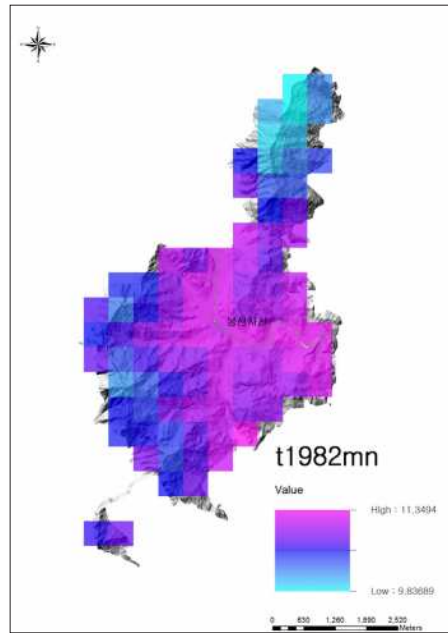 t1982mn
Value
High : 11.3494
Low : 9.83689
0 630 1,260 1,890 2,520
Meters